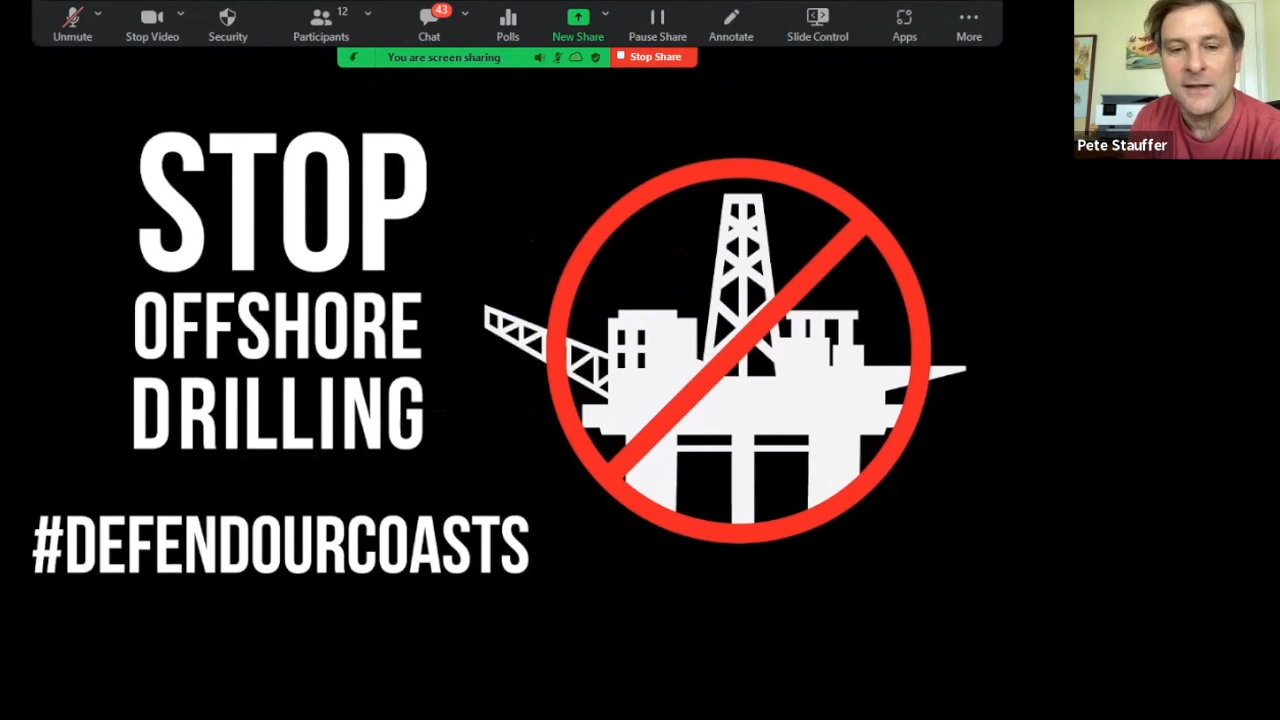 Unmute
Stop Video
Security
12
Participants
43
Chat
Polls
New Share
Pause Share
Annotate
Slide Control
Apps
More
You are screen sharing
Stop Share
Pete Stauffer
STOP
OFFSHORE
DRILLING
#DEFENDOURCOASTS